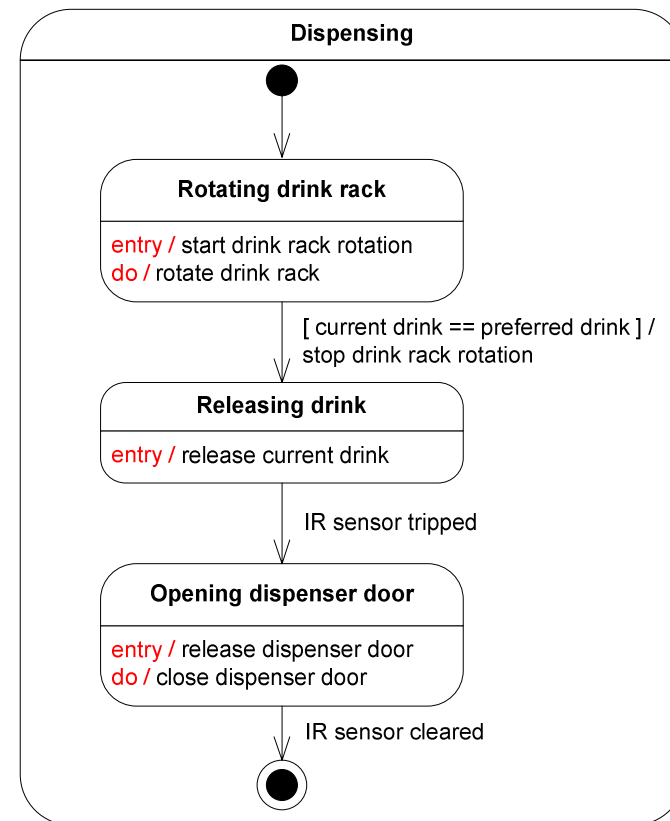 Dispensing
Rotating drink rack
entry / start drink rack rotation
do / rotate drink rack
[ current drink == preferred drink ] /
stop drink rack rotation
Releasing drink
entry / release current drink
IR sensor tripped
Opening dispenser door
entry / release dispenser door
do / close dispenser door
IR sensor cleared